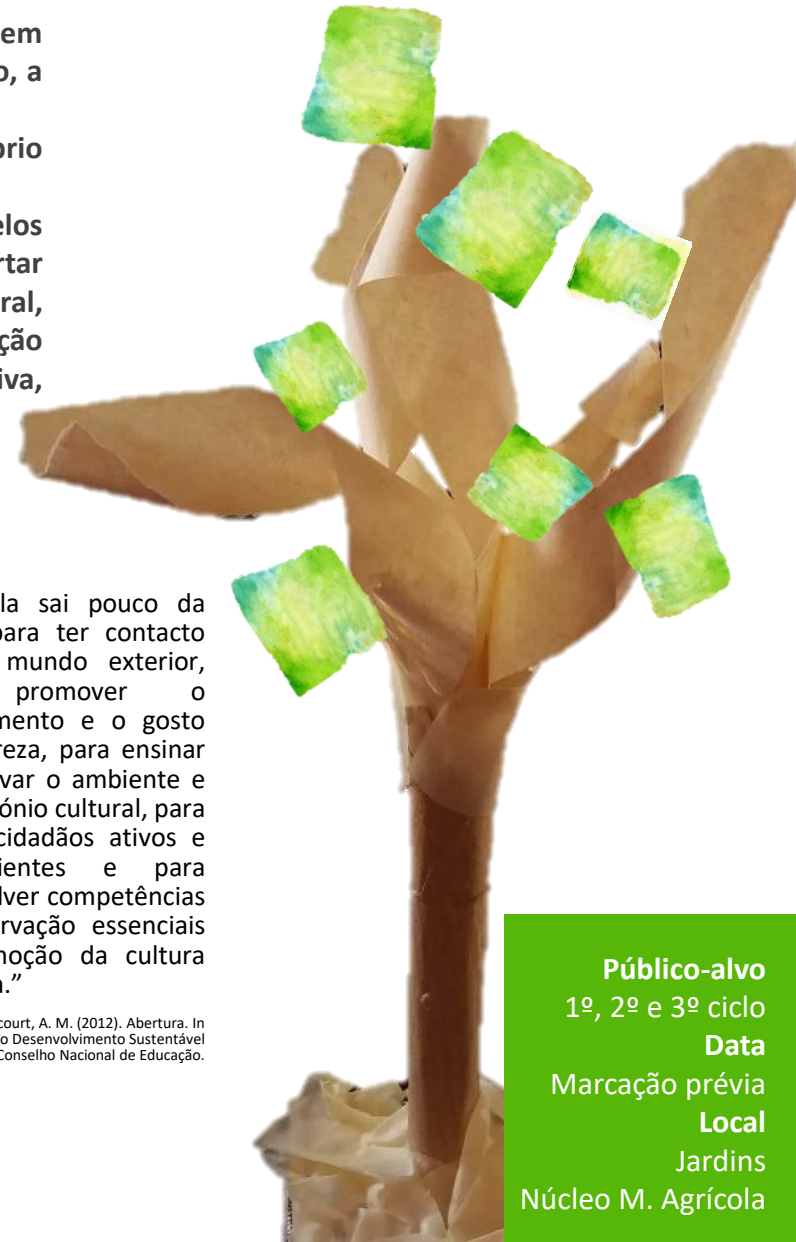 em
o, a
elos
rtar
ral,
ção
iva,
la sai pouco da
para ter contacto
mundo exterior,
promover o
mento e o gosto
reza, para ensinar
var o ambiente e
ónio cultural, para
cidadãos ativos e
ientes e para
lver competências
rvação essenciais
moção da cultura
a.”
court, A. M. (2012). Abertura. In
o Desenvolvimento Sustentável
Conselho Nacional de Educação.
Público-alvo
1º, 2º e 3º ciclo
Data
Marcação prévia
Local
Jardins
Núcleo M. Agrícola